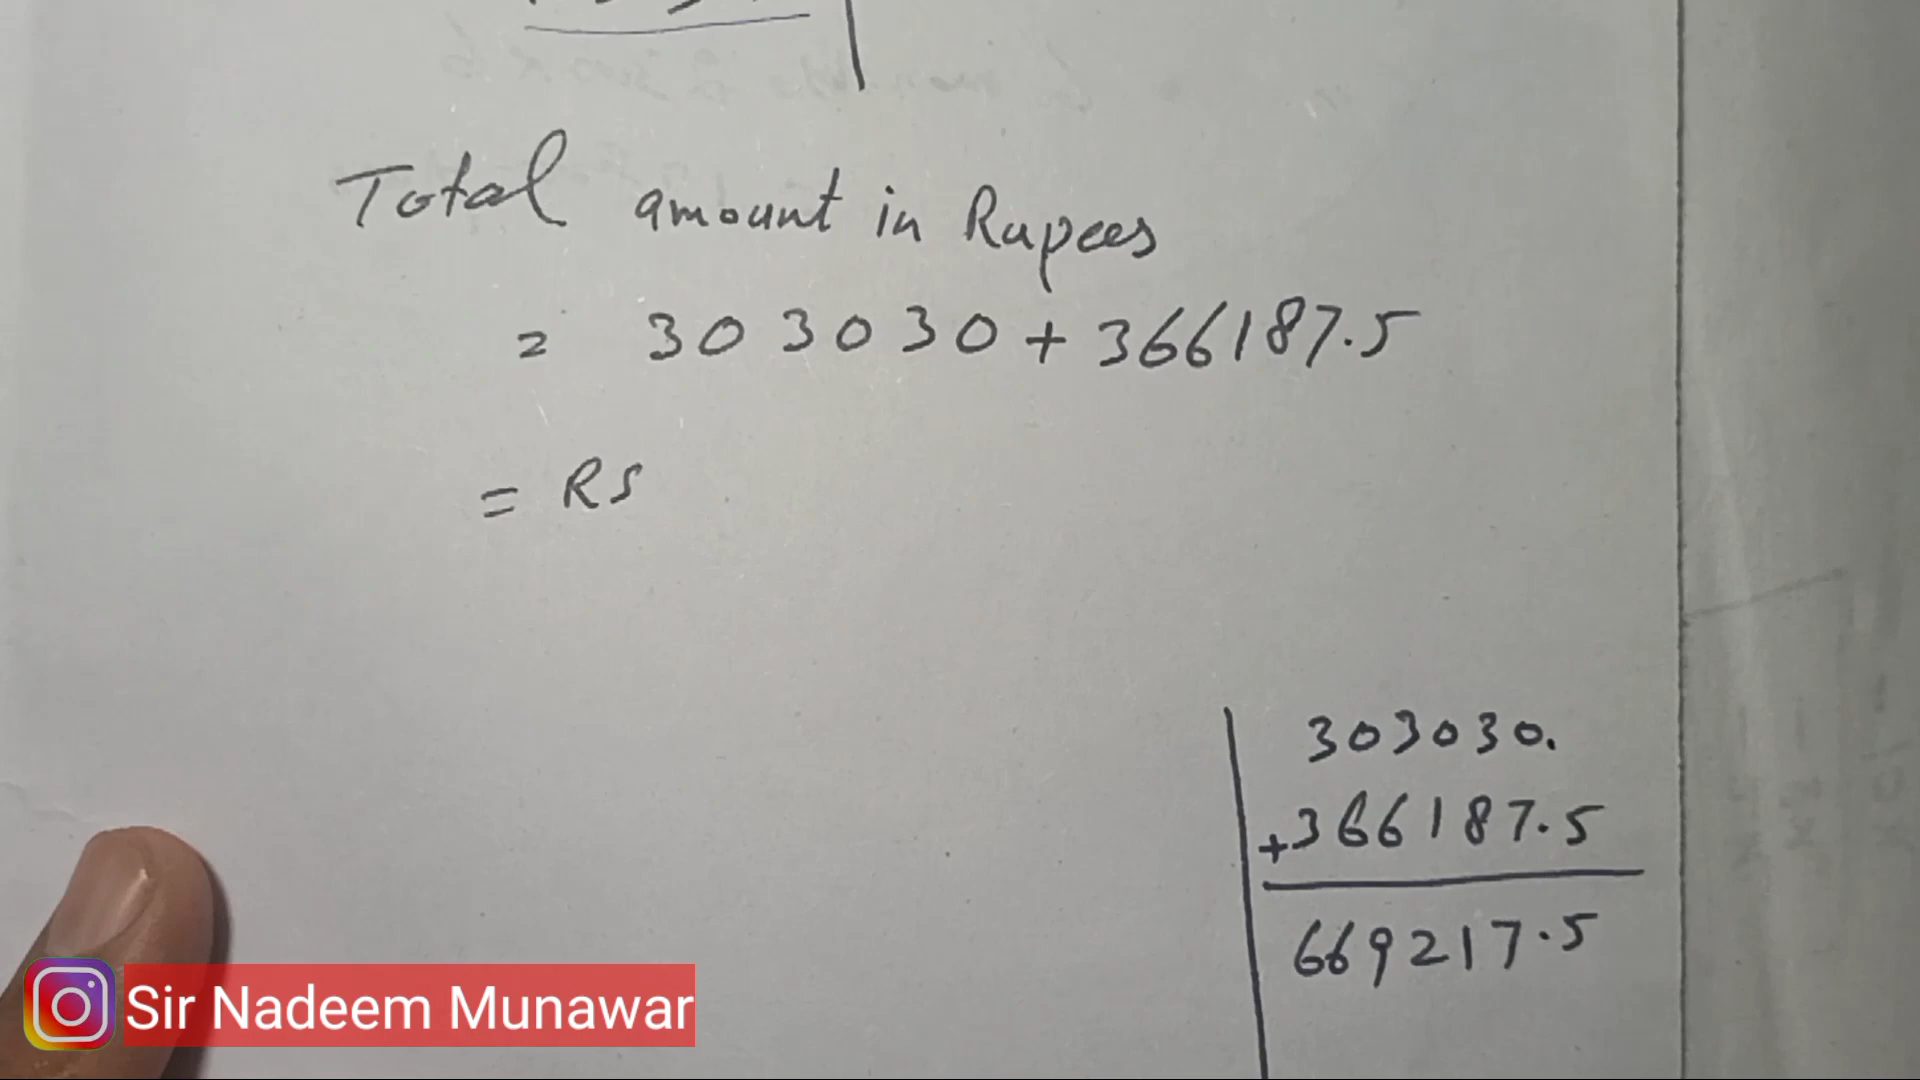 Total amount in Rupees
= 303030 + 366187.5
= RS
303030.
+366187.5
669217.5
Sir Nadeem Munawar